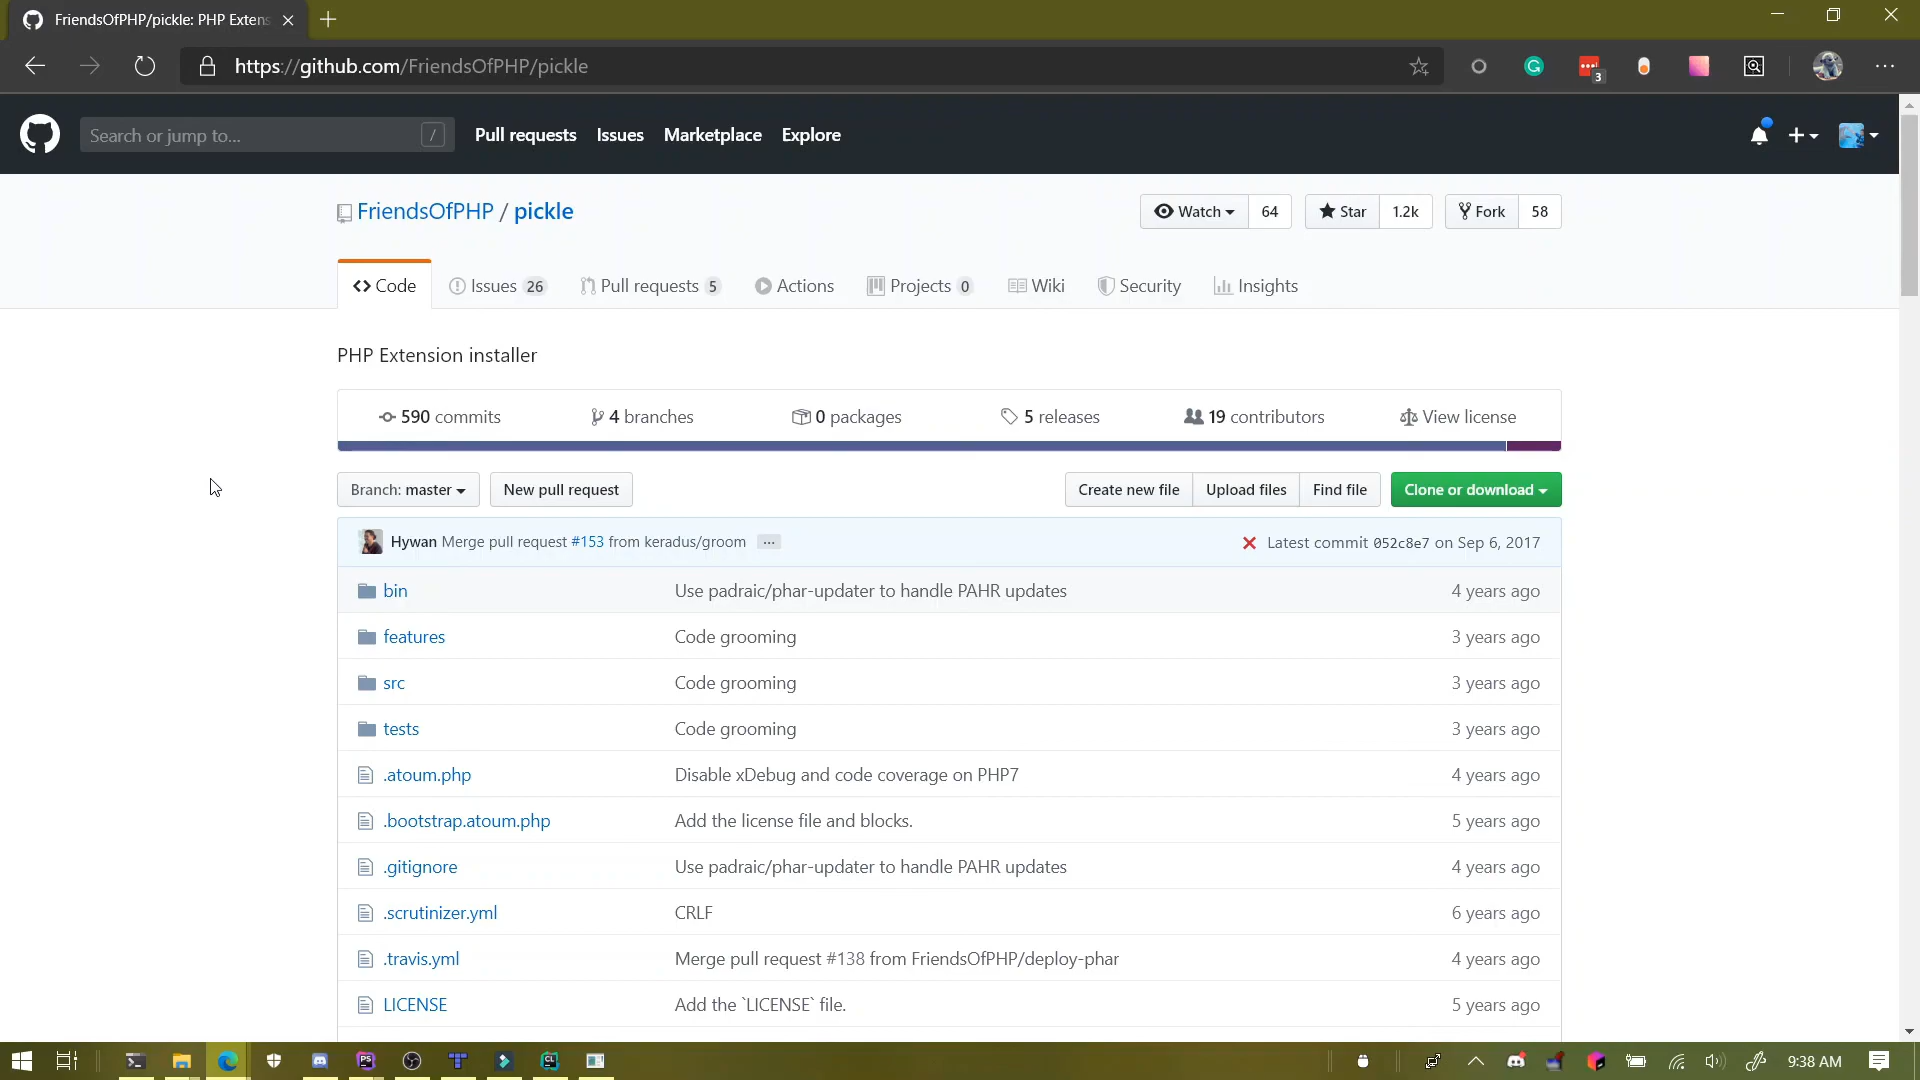 FriendsOfPHP/pickle: PHP Extens
https://github.com/FriendsOfPHP/pickle
3
Search or jump to... /
Pull requests Issues Marketplace Explore
FriendsOfPHP / pickle
Watch 64 Star 1.2k Fork 58
Code Issues 26 Pull requests 5 Actions Projects 0 Wiki Security Insights
PHP Extension installer
590 commits 4 branches 0 packages 5 releases 19 contributors View license
Branch: master New pull request Create new file Upload files Find file Clone or download
Hywan Merge pull request #153 from keradus/groom ... Latest commit 052c8e7 on Sep 6, 2017
bin Use padraic/phar-updater to handle PAHR updates 4 years ago
features Code grooming 3 years ago
src Code grooming 3 years ago
tests Code grooming 3 years ago
.atoum.php Disable xDebug and code coverage on PHP7 4 years ago
.bootstrap.atoum.php Add the license file and blocks. 5 years ago
.gitignore Use padraic/phar-updater to handle PAHR updates 4 years ago
.scrutinizer.yml CRLF 6 years ago
.travis.yml Merge pull request #138 from FriendsOfPHP/deploy-phar 4 years ago
LICENSE Add the `LICENSE` file. 5 years ago
PS CL 9:38 AM